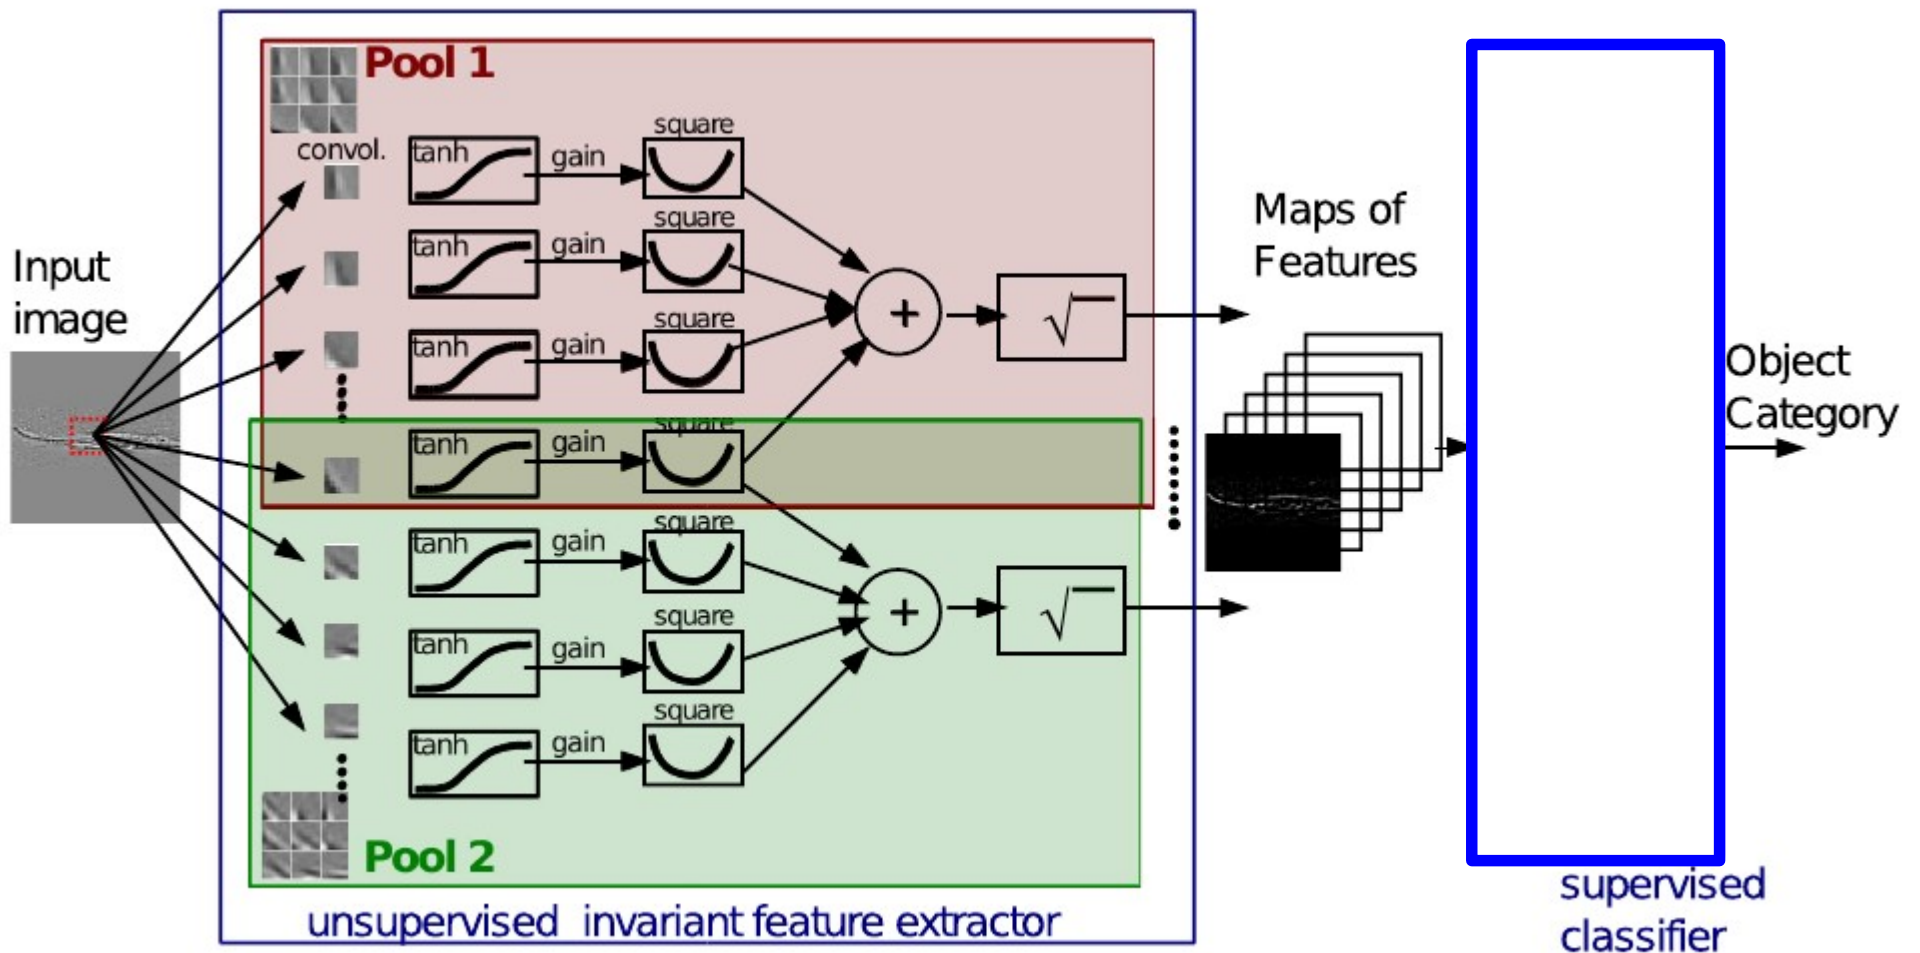 Pool 1
convol.
tanh
gain
square
tanh
gain
square
tanh
gain
square
tanh
gain
square
tanh
gain
square
tanh
gain
square
tanh
gain
square
+
√
+
√
Pool 2
unsupervised invariant feature extractor
Input
image
Maps of
Features
Object
Category
supervised
classifier